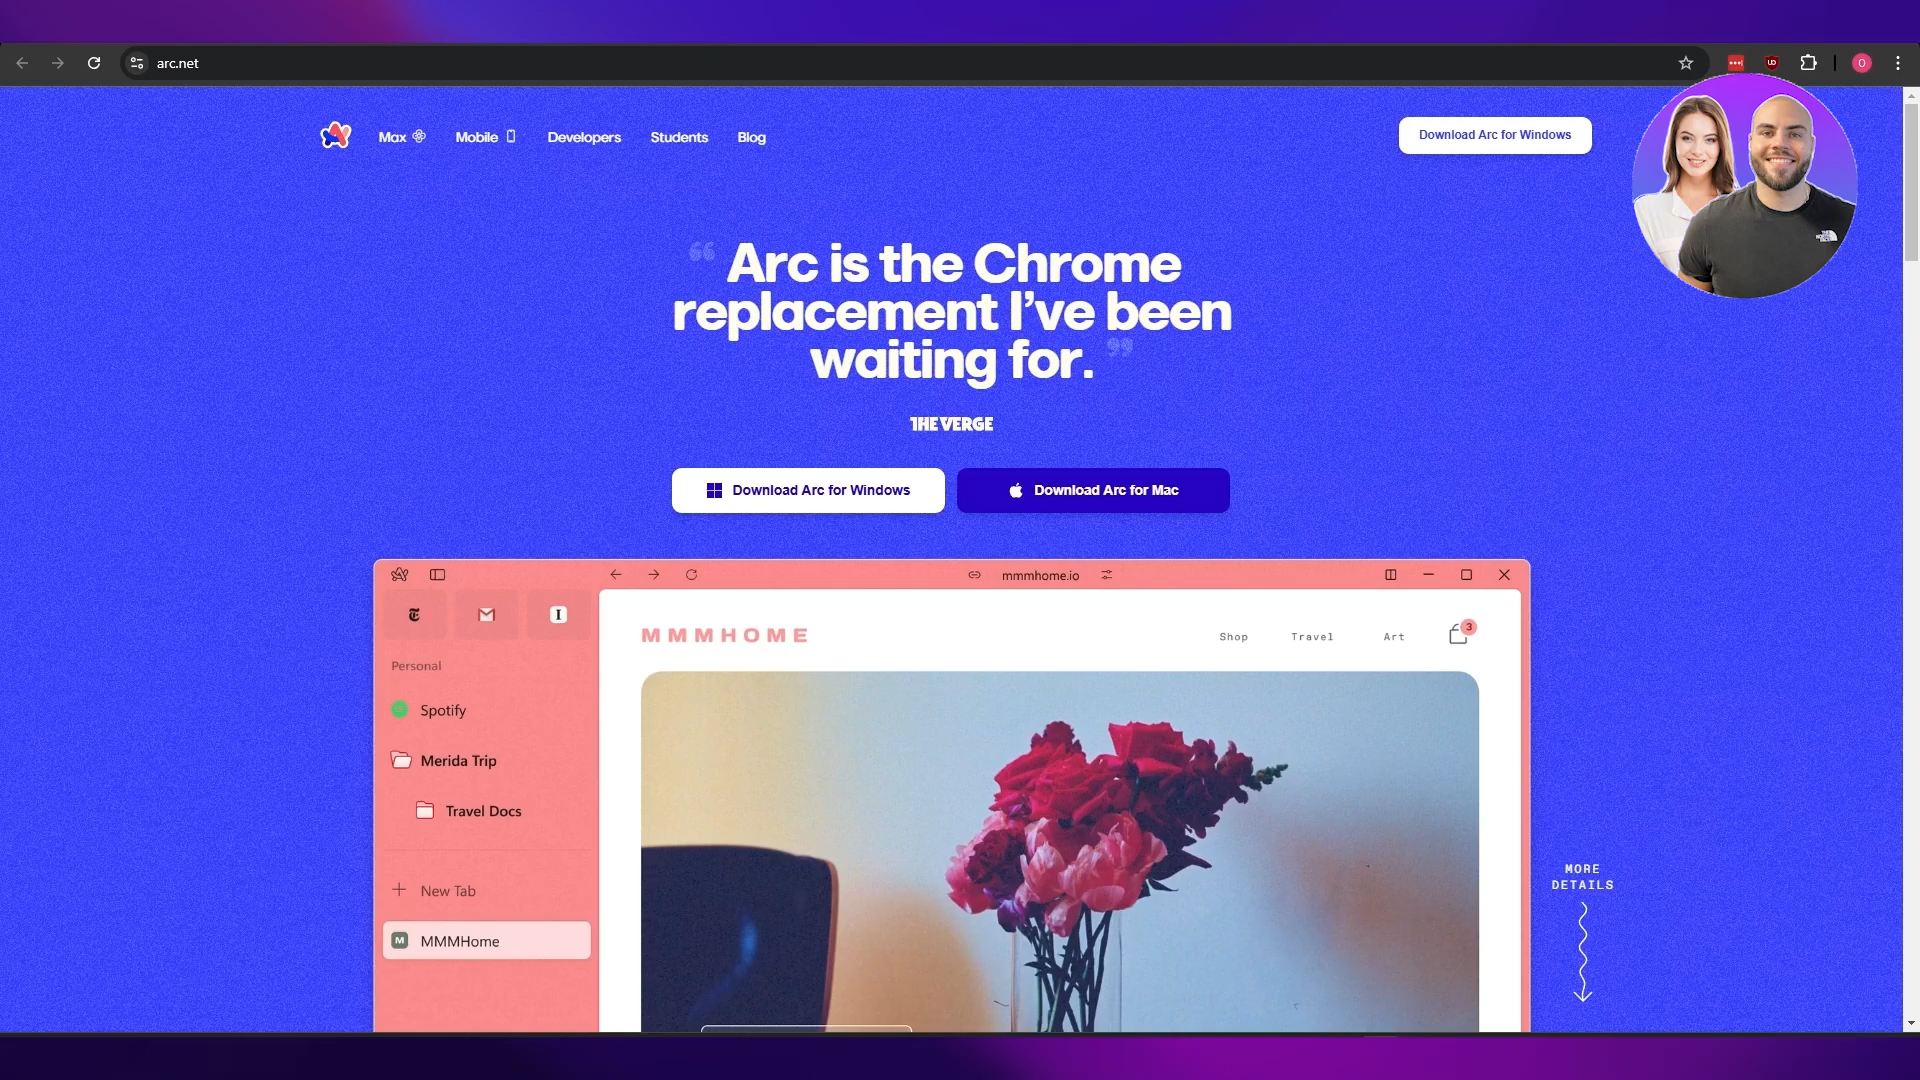 arc.net
O
Max
Mobile
Developers
Students
Blog
Download Arc for Windows
“ Arc is the Chrome
replacement I’ve been
waiting for. ”
THE VERGE
Download Arc for Windows
Download Arc for Mac
mmmhome.io
MMMHOME
Shop
Travel
Art
3
Personal
Spotify
Merida Trip
Travel Docs
New Tab
M
MMMHome
MORE
DETAILS